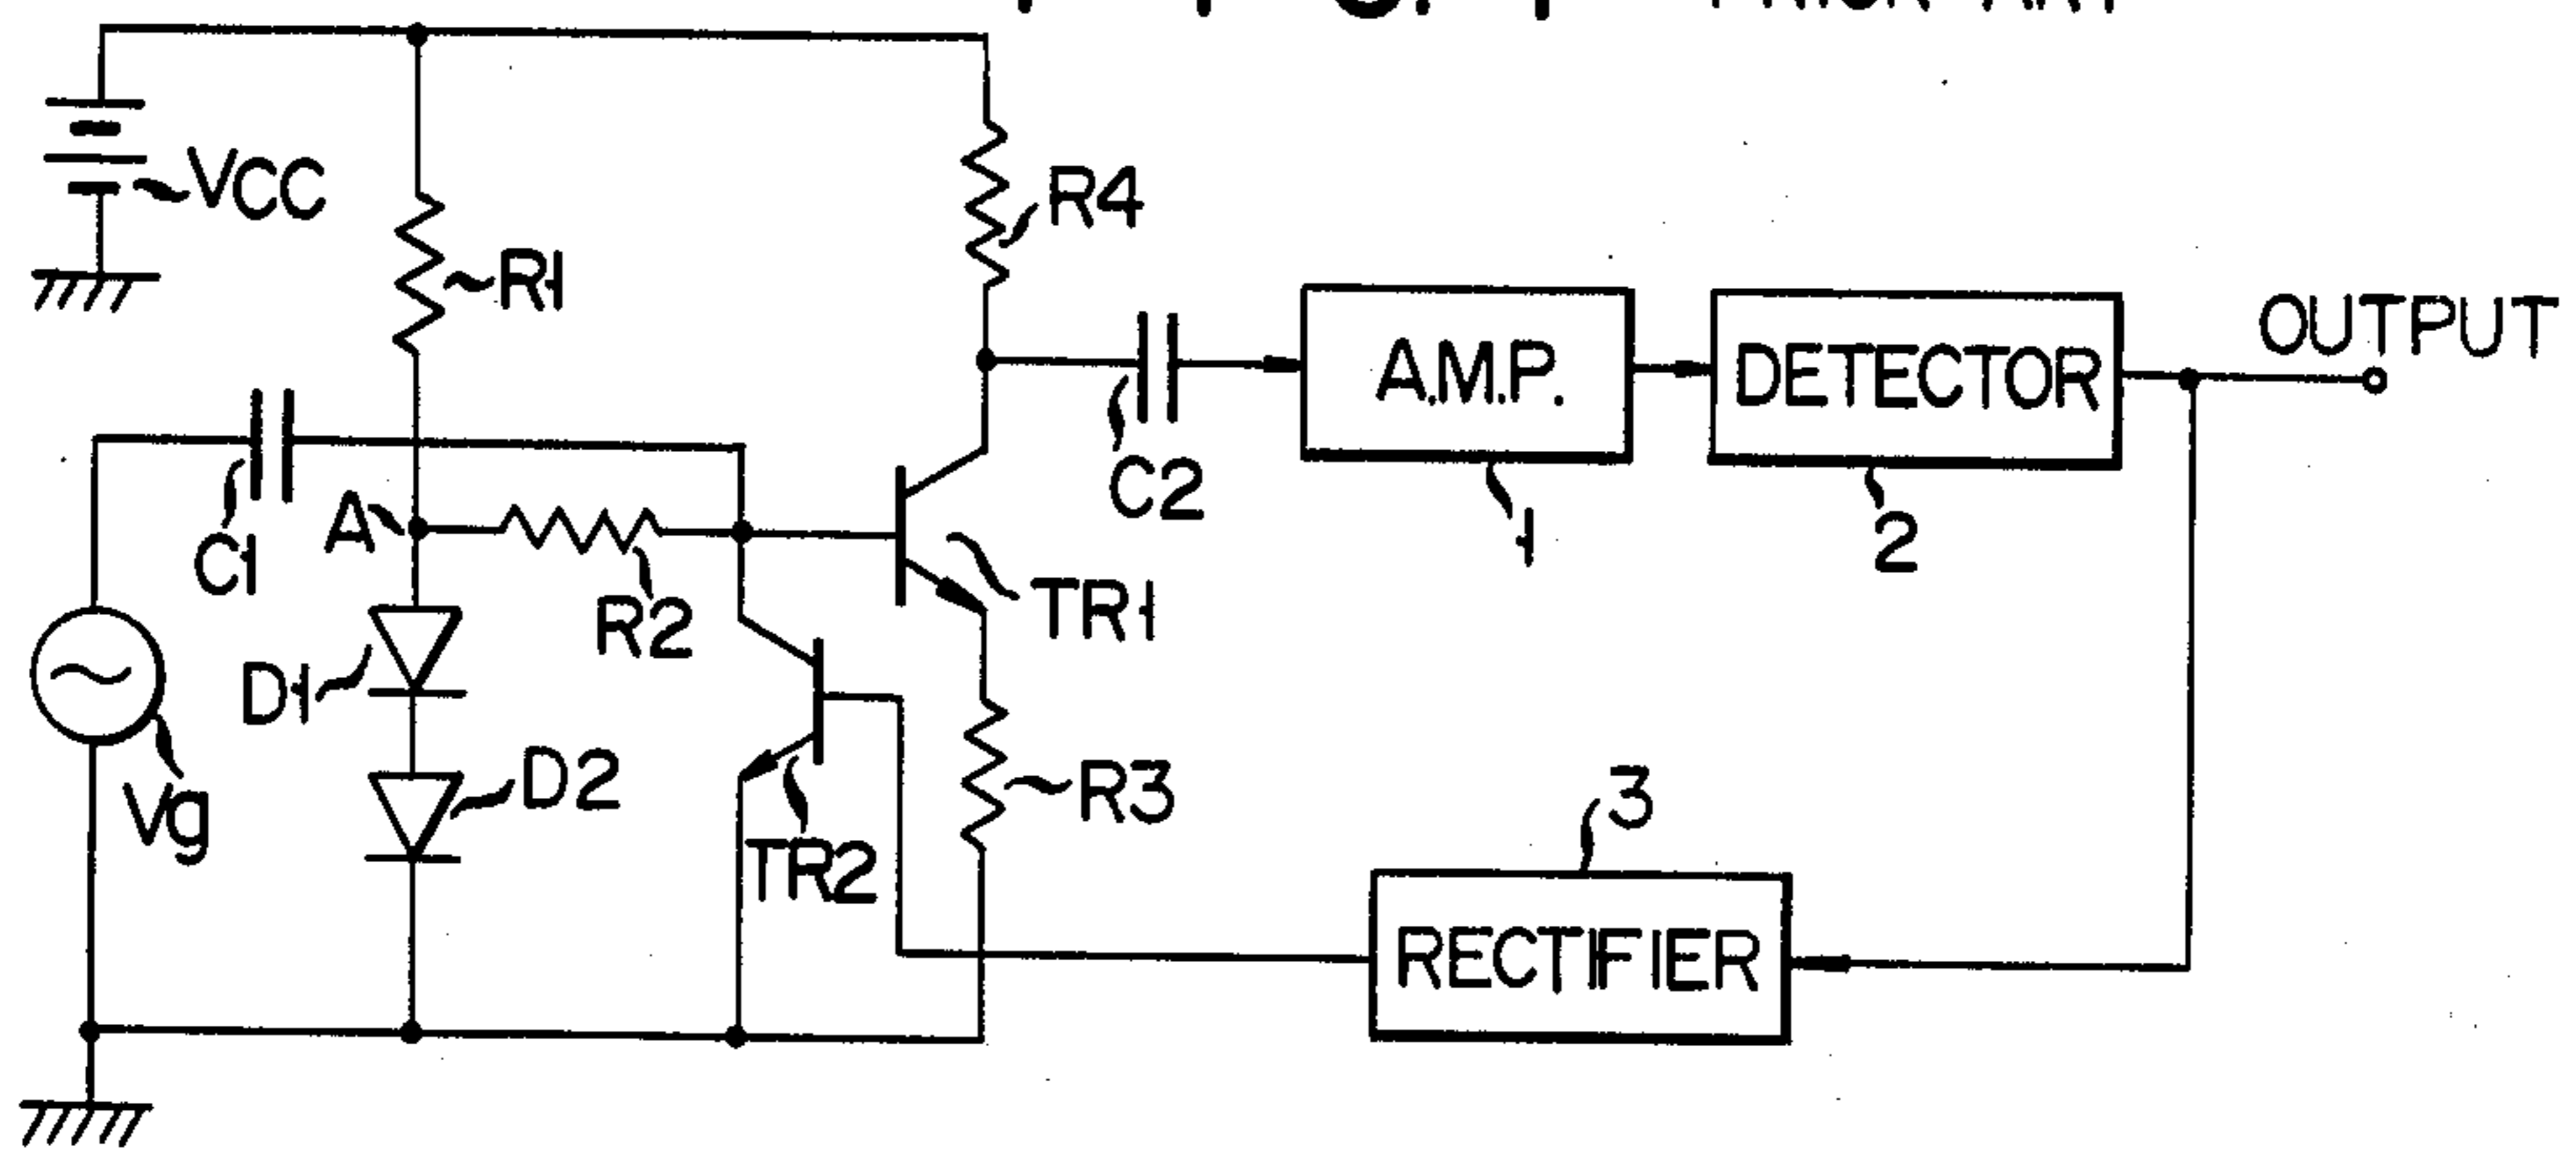 VCC
R1
R4
OUTPUT
A.M.P.
DETECTOR
C1
A
C2
1
2
R2
TR1
D1
Vg
D2
TR2
R3
3
RECTIFIER